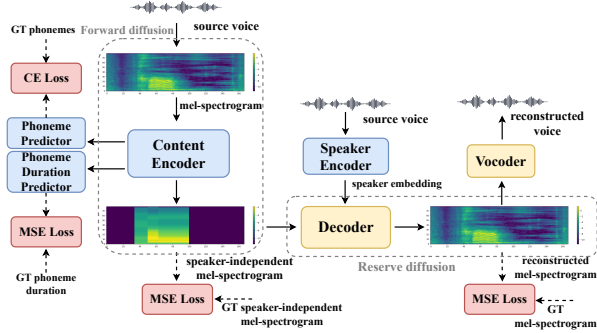 source voice
Forward diffusion
GT phonemes
CE Loss
mel-spectrogram
source voice
reconstructed
voice
Phoneme
Predictor
Content
Encoder
Phoneme
Duration
Predictor
Speaker
Encoder
Vocoder
speaker embedding
MSE Loss
Decoder
speaker-independent
mel-spectrogram
Reserve diffusion
reconstructed
mel-spectrogram
GT phoneme
duration
MSE Loss
GT speaker-independent
mel-spectrogram
MSE Loss
GT
mel-spectrogram